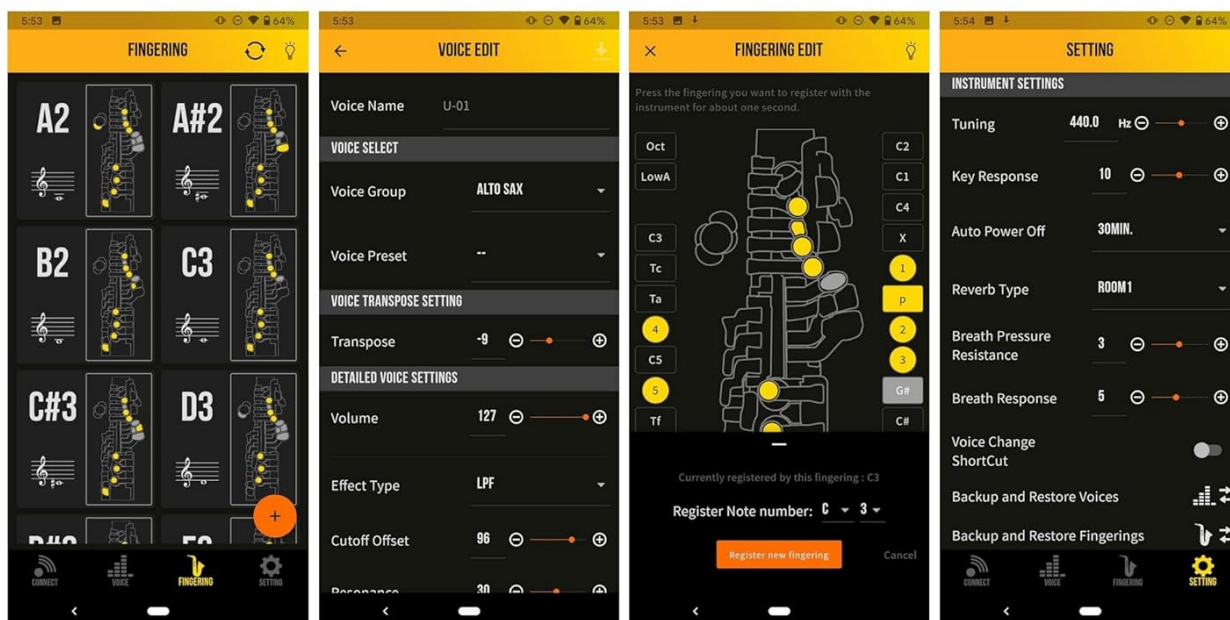 5:53
64%
FINGERING
A2
A#2
B2
C3
C#3
D3
+
CONNECT
VOICE
FINGERING
SETTING
5:53
64%
VOICE EDIT
Voice Name U-01
VOICE SELECT
Voice Group ALTO SAX
Voice Preset --
VOICE TRANSPOSE SETTING
Transpose -9
DETAILED VOICE SETTINGS
Volume 127
Effect Type LPF
Cutoff Offset 96
Resonance 30
5:53
64%
FINGERING EDIT
Press the fingering you want to register with the
instrument for about one second.
Oct
LowA
C3
Tc
Ta
4
C5
5
Tf
C2
C1
C4
X
1
p
2
3
G#
C#
Currently registered by this fingering : C3
Register Note number: C 3
Register new fingering
Cancel
5:54
64%
SETTING
INSTRUMENT SETTINGS
Tuning 440.0 Hz
Key Response 10
Auto Power Off 30MIN.
Reverb Type ROOM1
Breath Pressure
Resistance 3
Breath Response 5
Voice Change
ShortCut
Backup and Restore Voices
Backup and Restore Fingerings
CONNECT
VOICE
FINGERING
SETTING